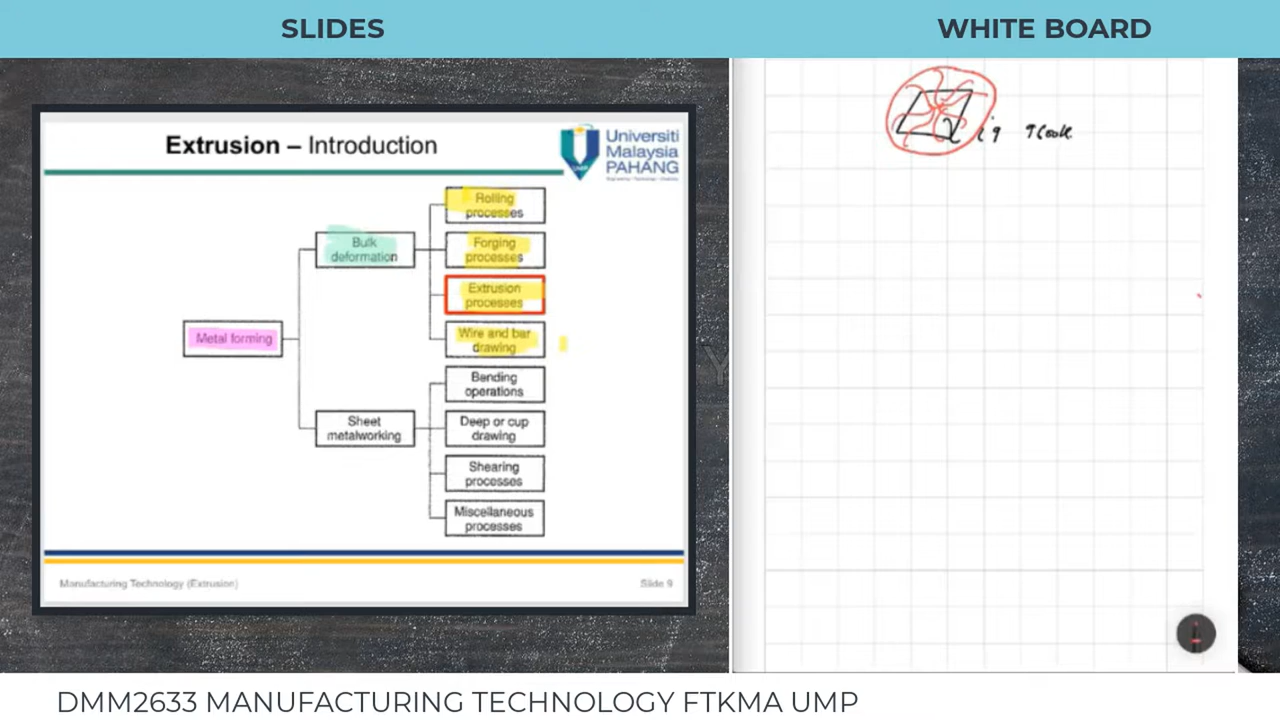 SLIDES
WHITE BOARD
Extrusion – Introduction
Universiti
Malaysia
PAHANG
Rolling
processes
Bulk
deformation
Forging
processes
Extrusion
processes
Metal forming
Wire and bar
drawing
Bending
operations
Sheet
metalworking
Deep or cup
drawing
Shearing
processes
Miscellaneous
processes
Manufacturing Technology (Extrusion)
Slide 9
DMM2633 MANUFACTURING TECHNOLOGY FTKMA UMP